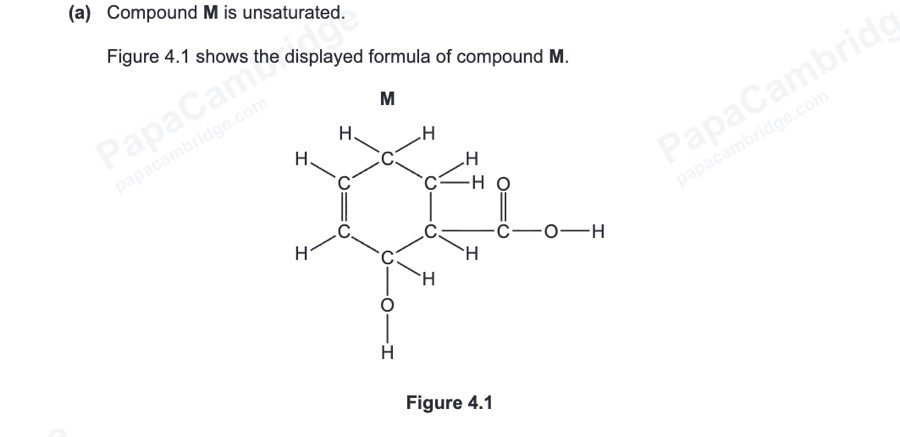 (a) Compound M is unsaturated.
Figure 4.1 shows the displayed formula of compound M.
M
H H
H C H
C C H O
C C C O H
H C H
H
O
H
Figure 4.1
PapaCambridge
papacambridge.com
PapaCambridg
papacambridge.com